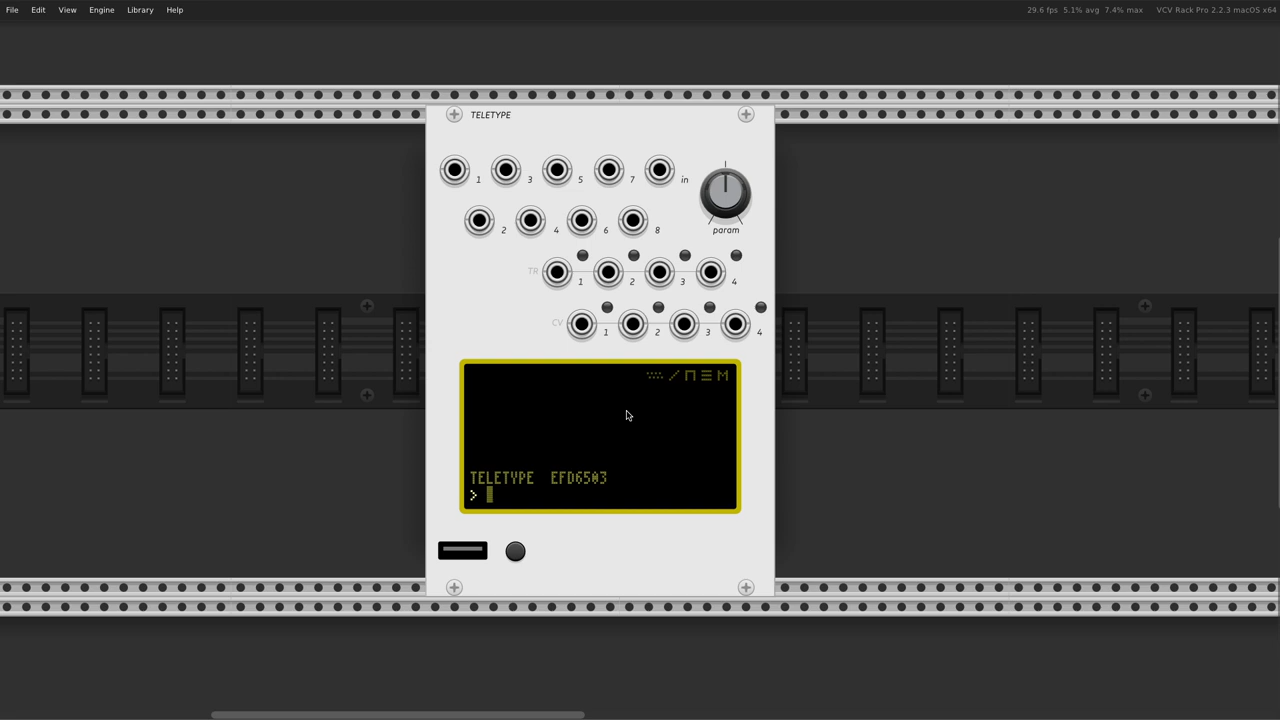 File Edit View Engine Library Help
29.6 fps 5.1% avg 7.4% max VCV Rack Pro 2.2.3 macOS x64
TELETYPE
1 3 5 7 in
2 4 6 8
param
TR 1 2 3 4
CV 1 2 3 4
M
TELETYPE EFD6503
>